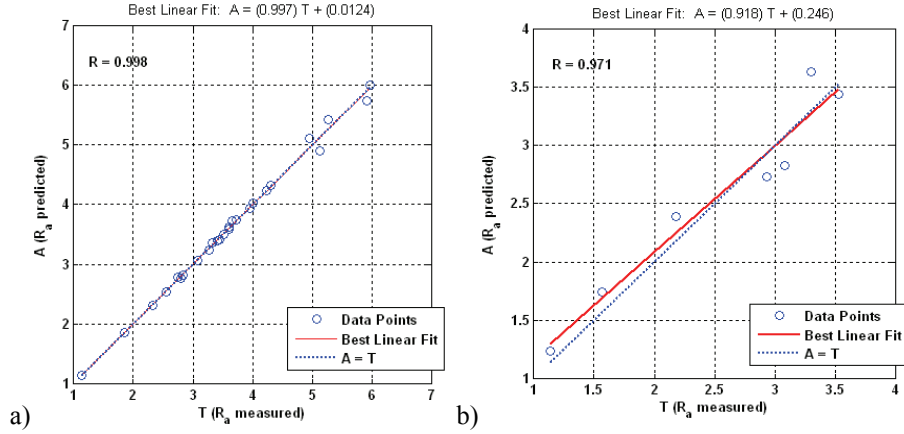 Best Linear Fit: A = (0.997) T + (0.0124)
R = 0.998
A (Ra predicted)
7
6
5
4
3
2
1
1 2 3 4 5 6 7
T (Ra measured)
Data Points
Best Linear Fit
A = T
a)
Best Linear Fit: A = (0.918) T + (0.246)
R = 0.971
A (Ra predicted)
4
3.5
3
2.5
2
1.5
1
1 1.5 2 2.5 3 3.5 4
T (Ra measured)
Data Points
Best Linear Fit
A = T
b)